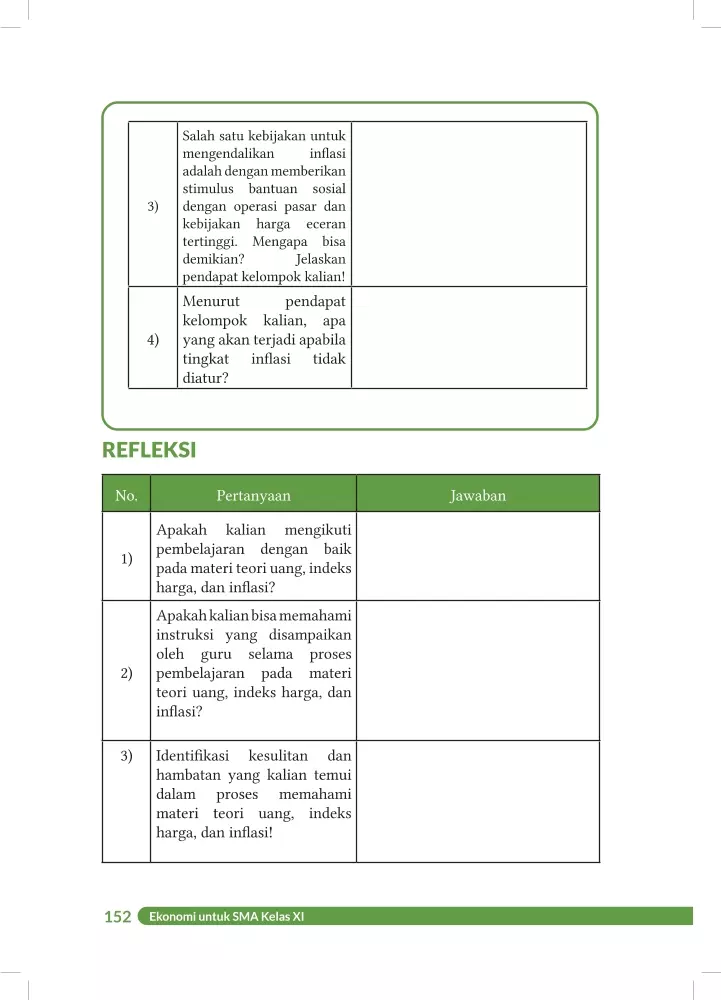 Salah satu kebijakan untuk
mengendalikan inflasi
adalah dengan memberikan
stimulus bantuan sosial
3) dengan operasi pasar dan
kebijakan harga eceran
tertinggi. Mengapa bisa
demikian? Jelaskan
pendapat kelompok kalian!
Menurut pendapat
kelompok kalian, apa
4) yang akan terjadi apabila
tingkat inflasi tidak
diatur?
REFLEKSI
No. Pertanyaan Jawaban
Apakah kalian mengikuti
pembelajaran dengan baik
1) pada materi teori uang, indeks
harga, dan inflasi?
Apakah kalian bisa memahami
instruksi yang disampaikan
oleh guru selama proses
2) pembelajaran pada materi
teori uang, indeks harga, dan
inflasi?
3) Identifikasi kesulitan dan
hambatan yang kalian temui
dalam proses memahami
materi teori uang, indeks
harga, dan inflasi!
152 Ekonomi untuk SMA Kelas XI